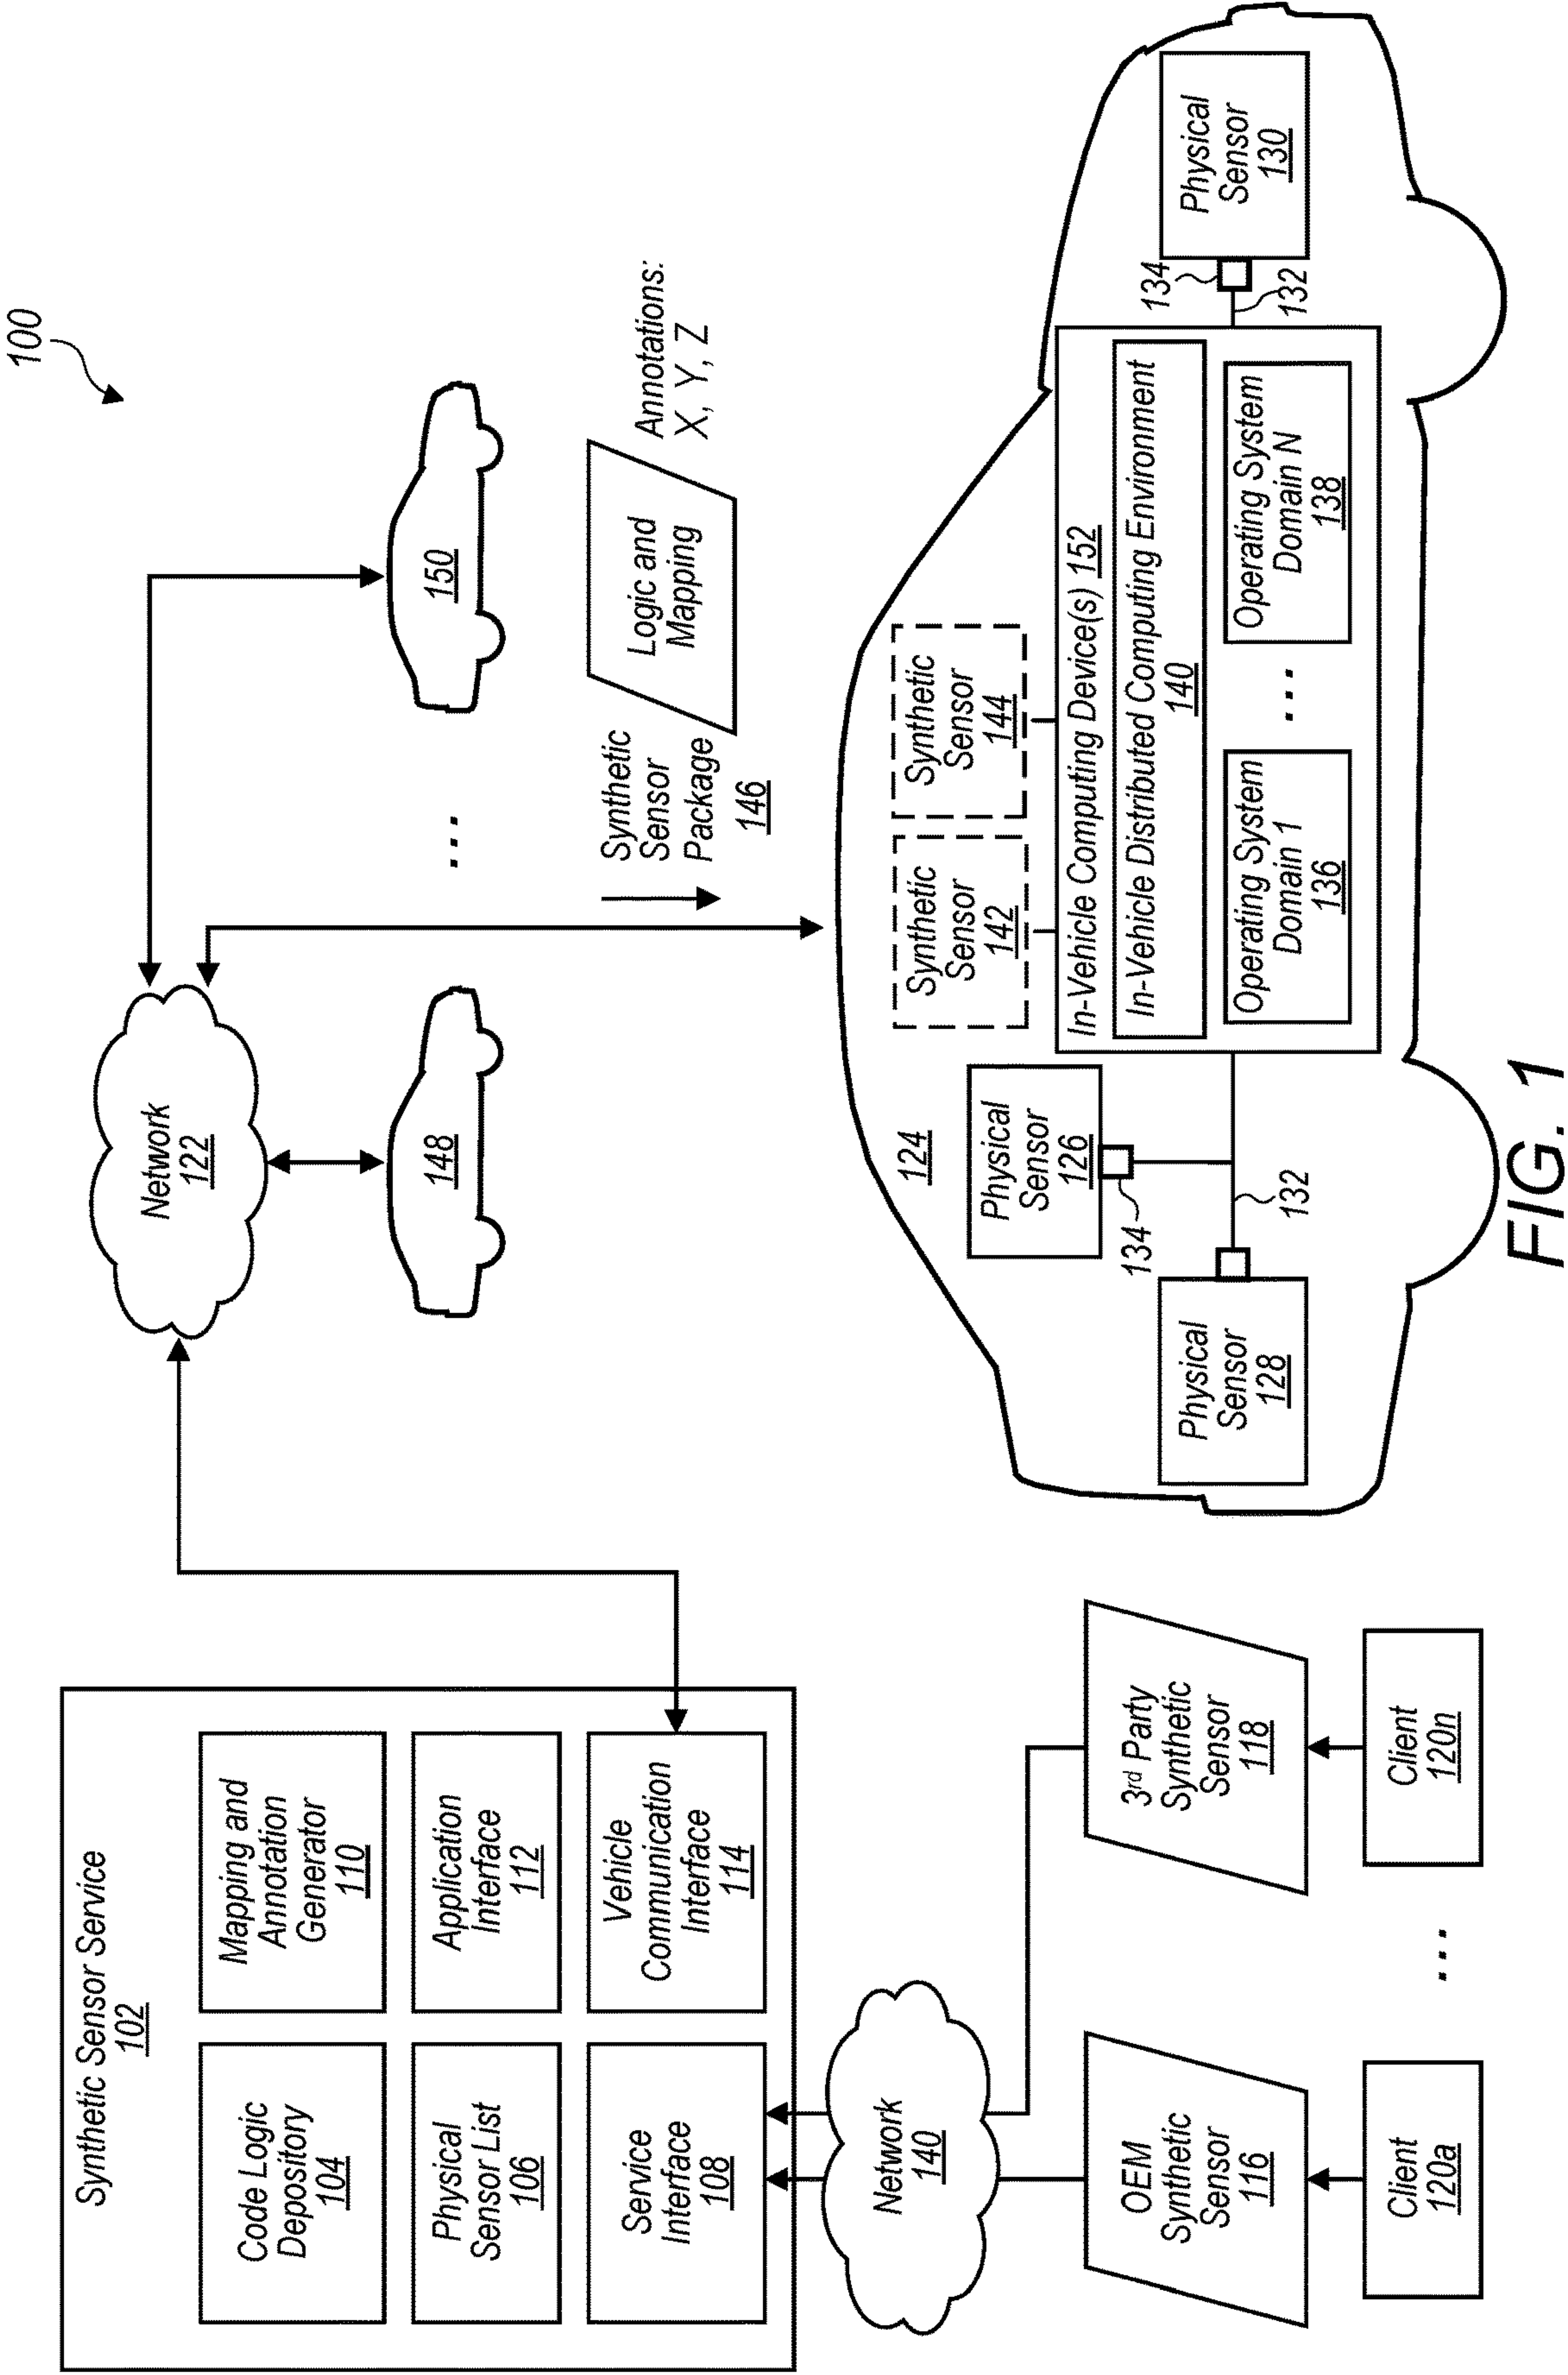 100
Synthetic Sensor Service
102
Code Logic
Depository
104
Mapping and
Annotation
Generator
110
Physical
Sensor List
106
Application
Interface
112
Service
Interface
108
Vehicle
Communication
Interface
114
Network
140
OEM
Synthetic
Sensor
116
3rd Party
Synthetic
Sensor
118
Client
120a
...
Client
120n
Network
122
148
...
150
Synthetic
Sensor
Package
146
Logic and
Mapping
Annotations:
X, Y, Z
124
Synthetic
Sensor
142
Synthetic
Sensor
144
Physical
Sensor
126
134
Physical
Sensor
128
132
In-Vehicle Computing Device(s) 152
In-Vehicle Distributed Computing Environment
140
Operating System
Domain 1
136
...
Operating System
Domain N
138
134
132
Physical
Sensor
130
FIG. 1